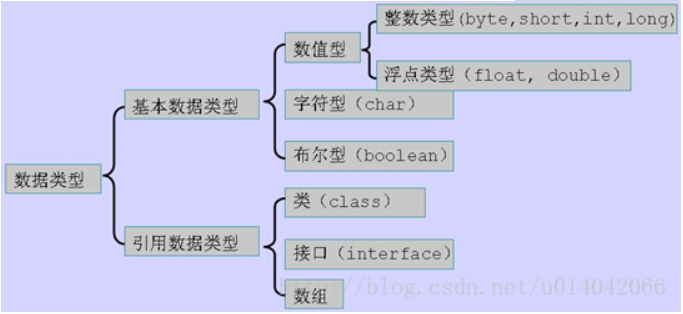 整数类型(byte,short,int,long)
数值型
浮点类型（float, double）
基本数据类型
字符型（char）
布尔型（boolean）
数据类型
类（class）
引用数据类型
接口（interface）
数组
http://blog.csdn.net/u014042066